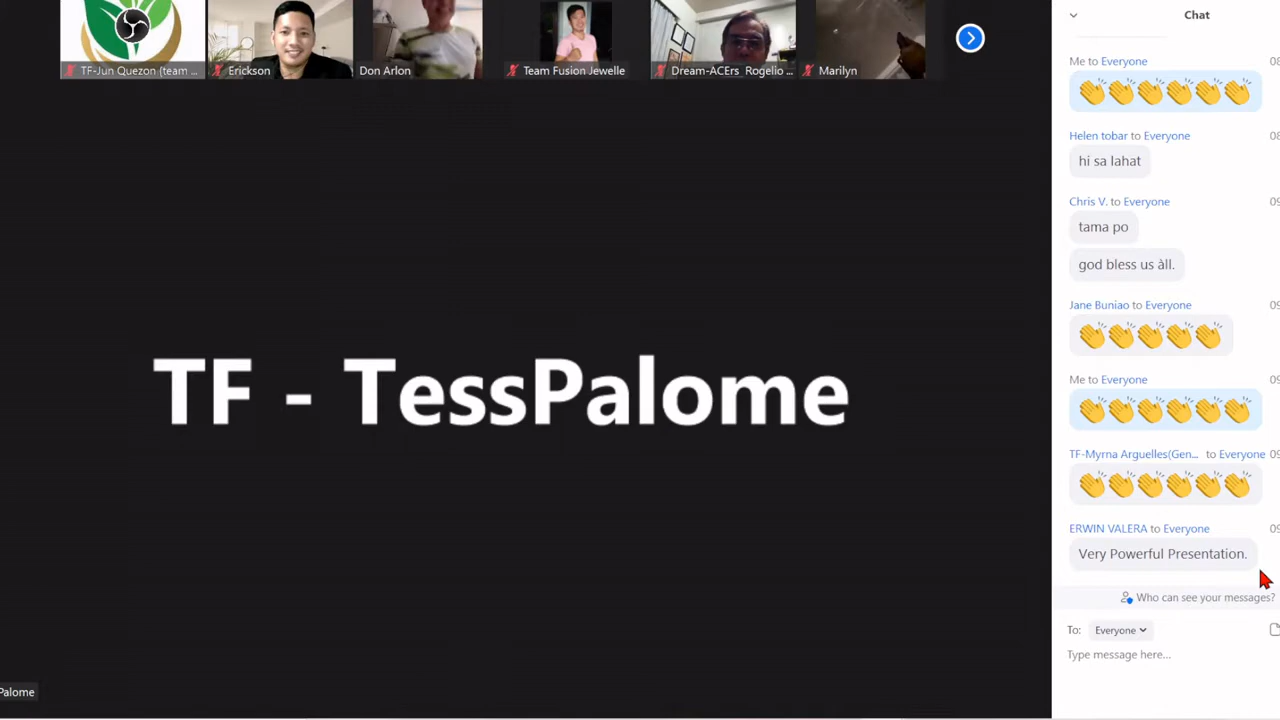 TF-Jun Quezon (team ...
Erickson
Don Arlon
Team Fusion Jewelle
Dream-ACErs Rogelio ...
Marilyn
TF - TessPalome
Palome
Chat
Me to Everyone
Helen tobar to Everyone
hi sa lahat
Chris V. to Everyone
tama po
god bless us àll.
Jane Buniao to Everyone
Me to Everyone
TF-Myrna Arguelles(Gen... to Everyone
ERWIN VALERA to Everyone
Very Powerful Presentation.
Who can see your messages?
To: Everyone
Type message here...